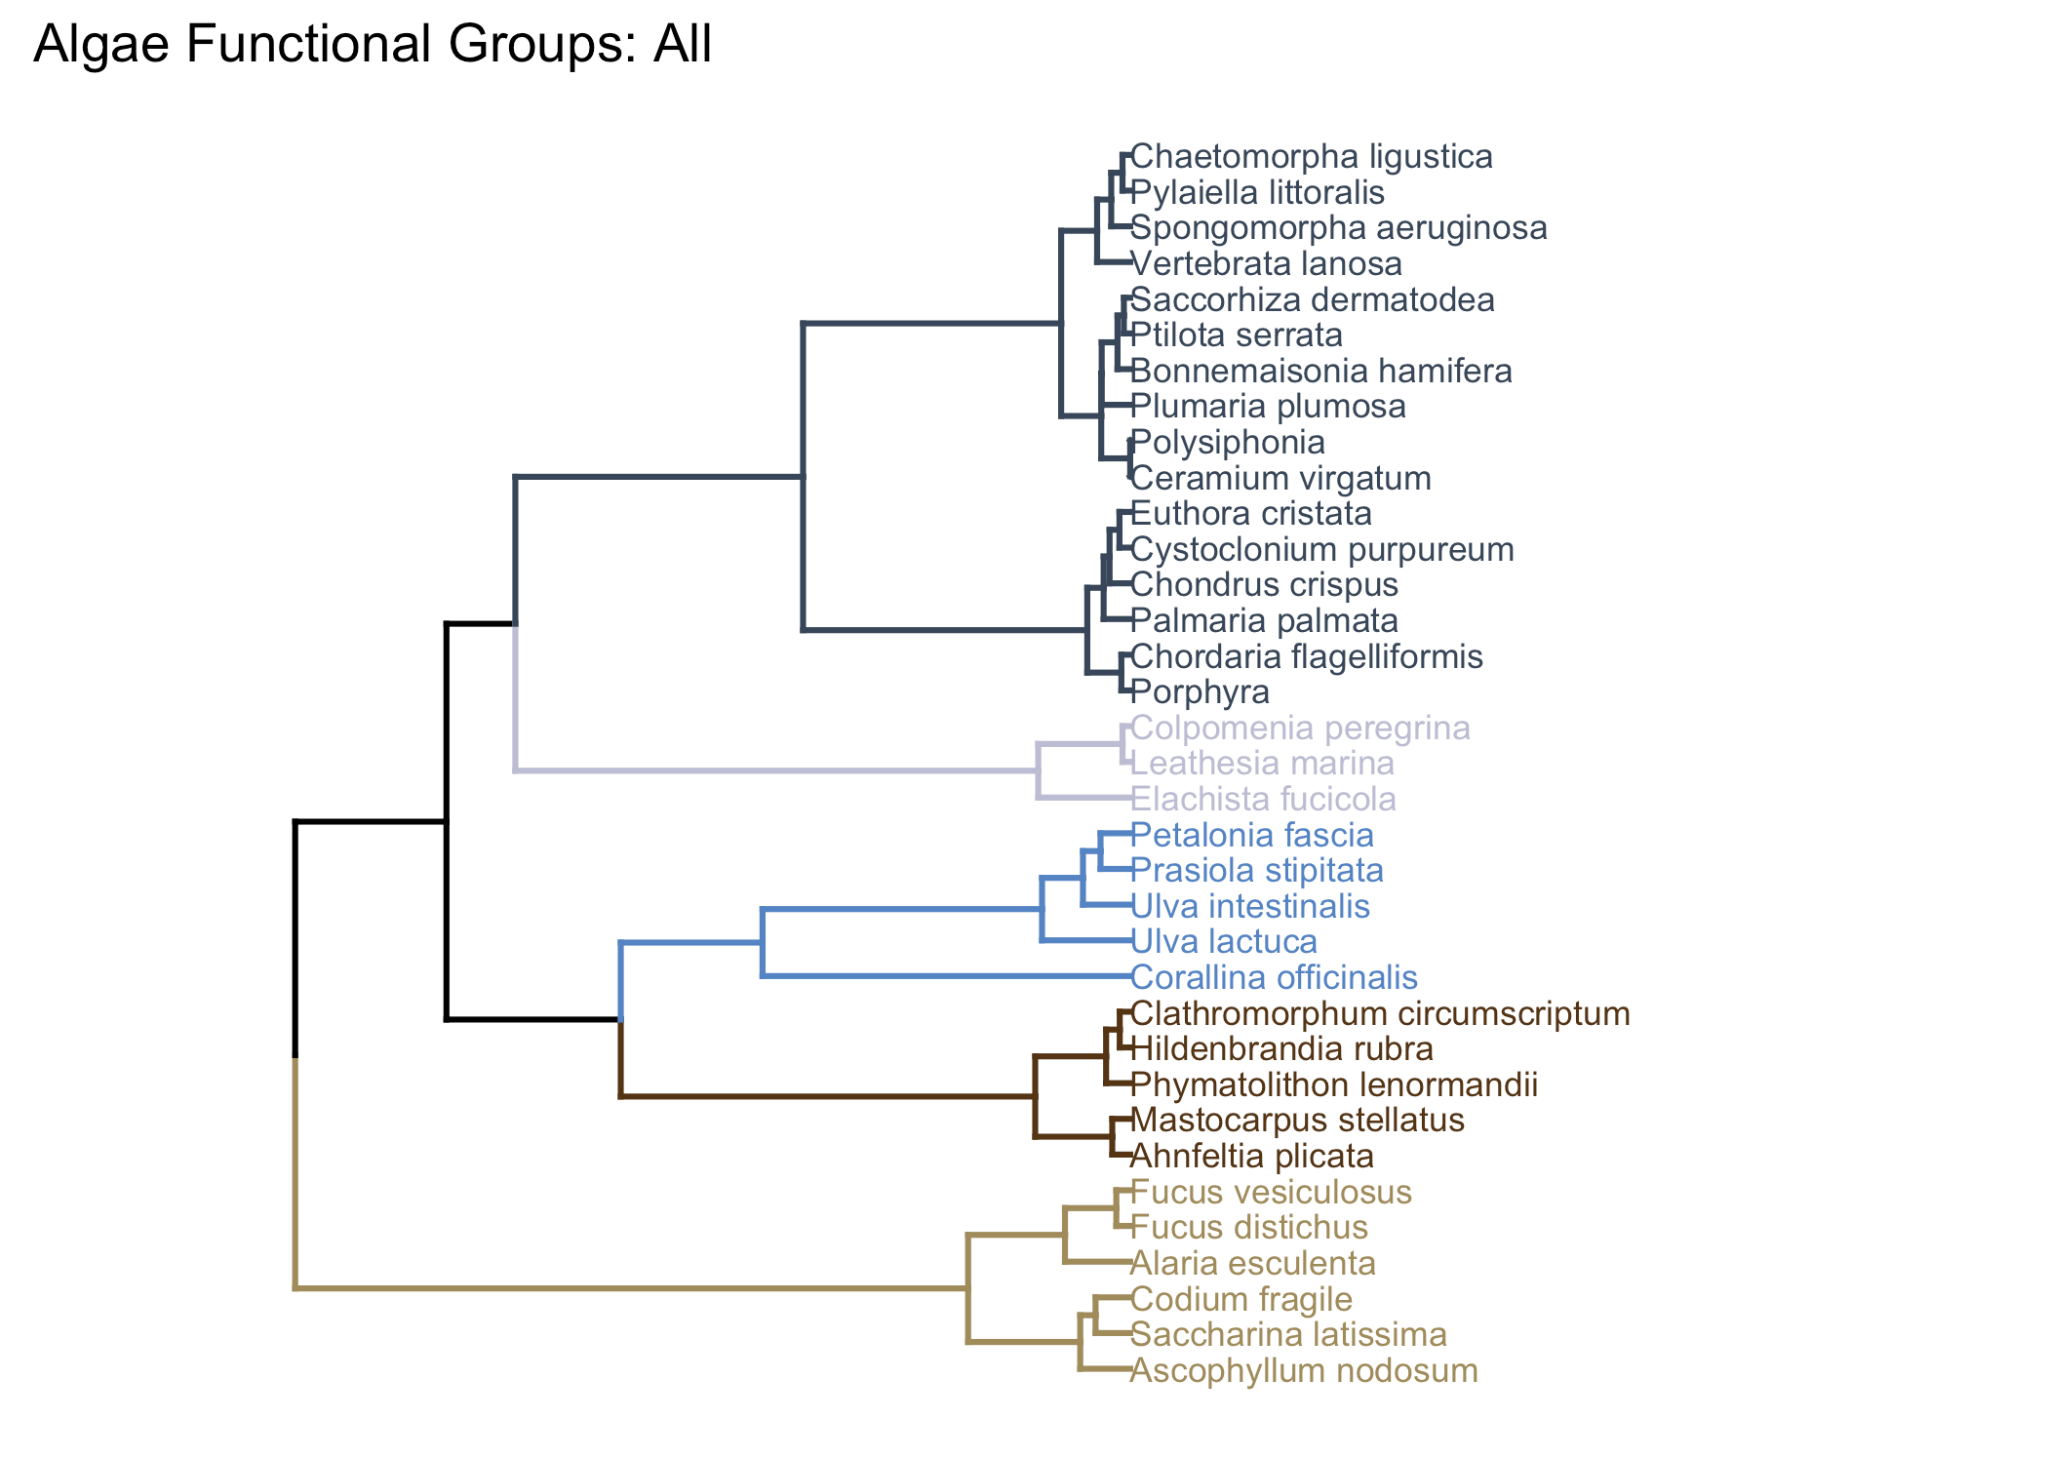 Algae Functional Groups: All
Chaetomorpha ligustica
Pylaiella littoralis
Spongomorpha aeruginosa
Vertebrata lanosa
Saccorhiza dermatodea
Ptilota serrata
Bonnemaisonia hamifera
Plumaria plumosa
Polysiphonia
Ceramium virgatum
Euthora cristata
Cystoclonium purpureum
Chondrus crispus
Palmaria palmata
Chordaria flagelliformis
Porphyra
Colpomenia peregrina
Leathesia marina
Elachista fucicola
Petalonia fascia
Prasiola stipitata
Ulva intestinalis
Ulva lactuca
Corallina officinalis
Clathromorphum circumscriptum
Hildenbrandia rubra
Phymatolithon lenormandii
Mastocarpus stellatus
Ahnfeltia plicata
Fucus vesiculosus
Fucus distichus
Alaria esculenta
Codium fragile
Saccharina latissima
Ascophyllum nodosum